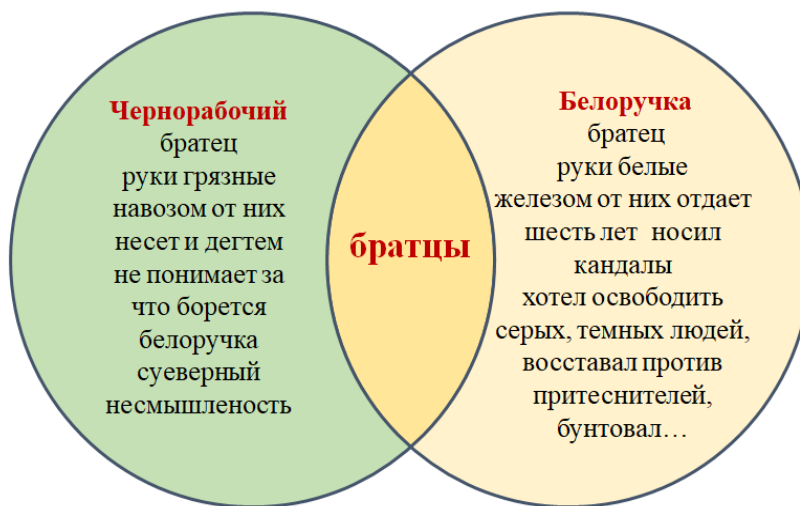 Чернорабочий
братец
руки грязные
навозом от них
несет и дегтем
не понимает за
что борется
белоручка
суеверный
несмышленость
братцы
Белоручка
братец
руки белые
железом от них отдает
шесть лет носил
кандалы
хотел освободить
серых, темных людей,
восставал против
притеснителей,
бунтовал…